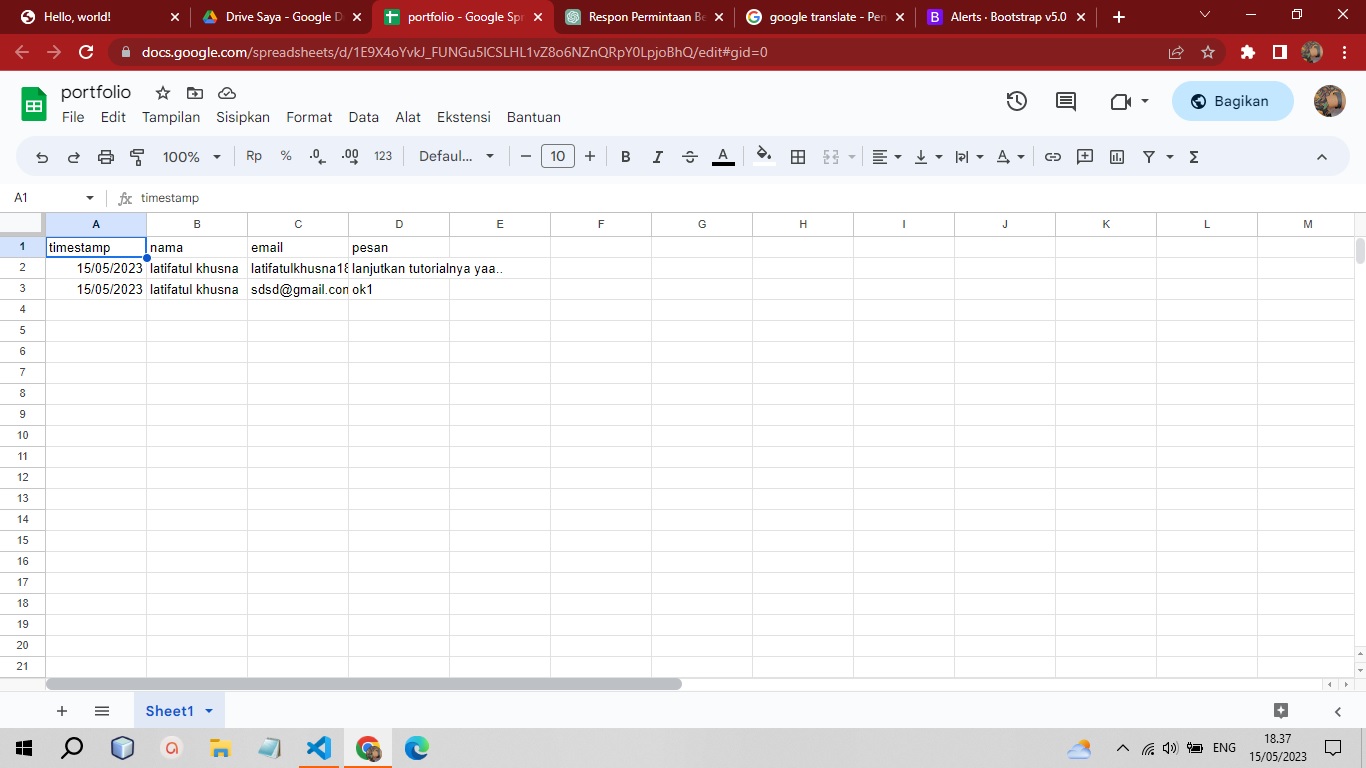 Hello, world!
Drive Saya - Google D
portfolio - Google Spr
Respon Permintaan Be
google translate - Pen
Alerts · Bootstrap v5.0
docs.google.com/spreadsheets/d/1E9X4oYvkJ_FUNGu5lCSLHL1vZ8o6NZnQRpY0LpjoBhQ/edit#gid=0
portfolio
File Edit Tampilan Sisipkan Format Data Alat Ekstensi Bantuan
Bagikan
100% Rp % .0 .00 123 Defaul... − 10 + B I A
A1 fx timestamp
A B C D E F G H I J K L M
1 timestamp nama email pesan
2 15/05/2023 latifatul khusna latifatulkhusna18 lanjutkan tutorialnya yaa..
3 15/05/2023 latifatul khusna sdsd@gmail.con ok1
4
5
6
7
8
9
10
11
12
13
14
15
16
17
18
19
20
21
Sheet1
ENG
18.37
15/05/2023